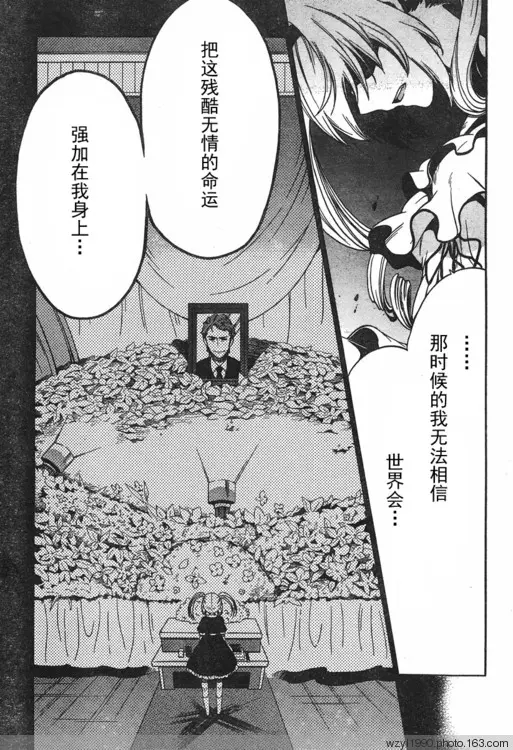 ……
那时候的我无法相信
世界会…
把这残酷无情的命运
强加在我身上…
wzyl1990.photo.163.com